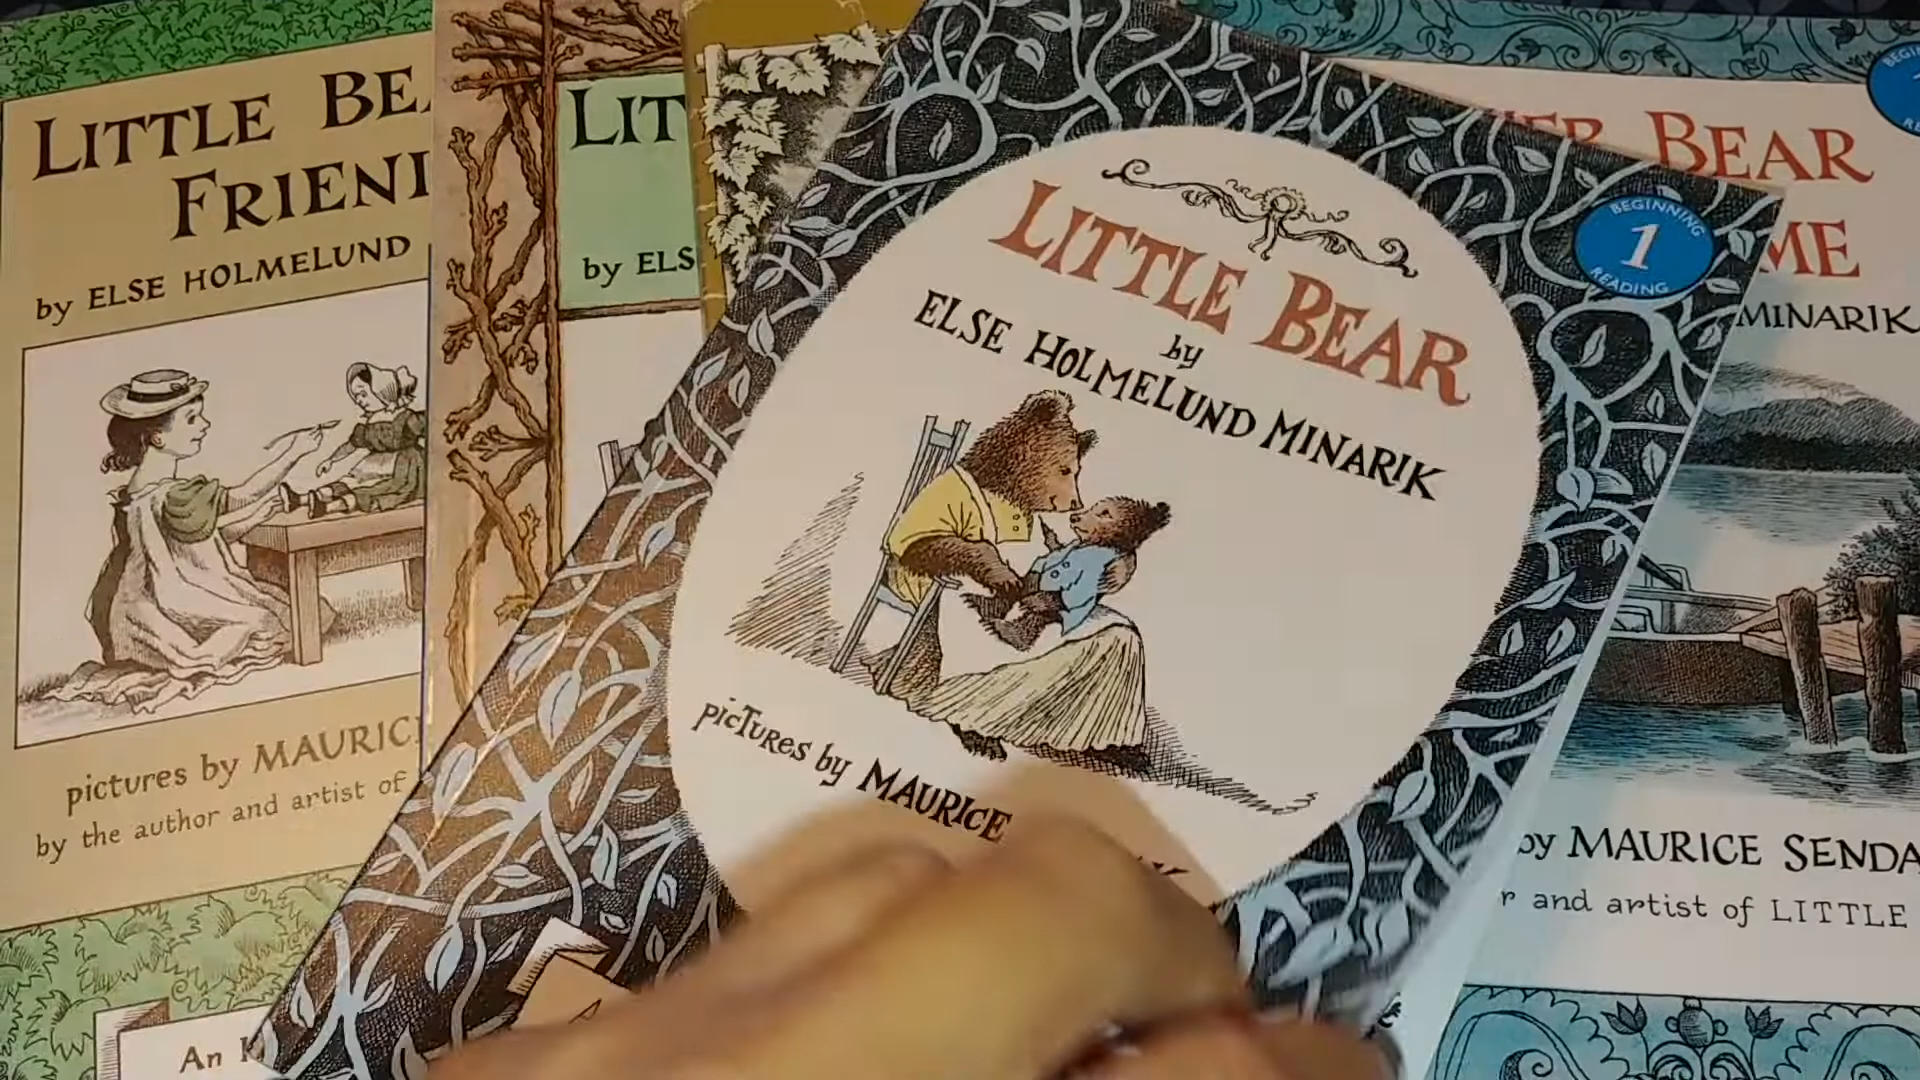 LITTLE BE
FRIEN
by ELSE HOLMELUND
pictures by MAURIC
by the author and artist of
An
LIT
by ELS
LITTLE BEAR
by
ELSE HOLMELUND MINARIK
pictures by MAURICE
BEGINNING
1
READING
BEAR
ME
MINARIK
by MAURICE SENDA
r and artist of LITTLE